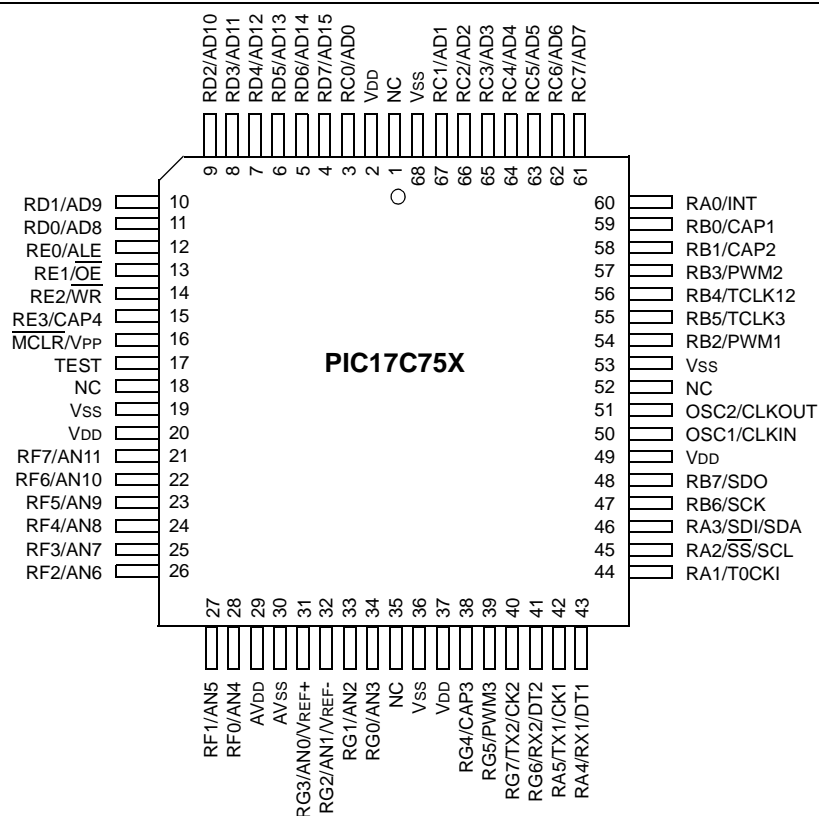 RD2/AD10
RD3/AD11
RD4/AD12
RD5/AD13
RD6/AD14
RD7/AD15
RC0/AD0
VDD
NC
VSS
RC1/AD1
RC2/AD2
RC3/AD3
RC4/AD4
RC5/AD5
RC6/AD6
RC7/AD7
9 8 7 6 5 4 3 2 1 68 67 66 65 64 63 62 61
RD1/AD9 10
RD0/AD8 11
RE0/ALE 12
RE1/O̅E̅ 13
RE2/W̅R̅ 14
RE3/CAP4 15
M̅C̅L̅R̅/VPP 16
TEST 17
NC 18
VSS 19
VDD 20
RF7/AN11 21
RF6/AN10 22
RF5/AN9 23
RF4/AN8 24
RF3/AN7 25
RF2/AN6 26
PIC17C75X
60 RA0/INT
59 RB0/CAP1
58 RB1/CAP2
57 RB3/PWM2
56 RB4/TCLK12
55 RB5/TCLK3
54 RB2/PWM1
53 VSS
52 NC
51 OSC2/CLKOUT
50 OSC1/CLKIN
49 VDD
48 RB7/SDO
47 RB6/SCK
46 RA3/SDI/SDA
45 RA2/S̅S̅/SCL
44 RA1/T0CKI
27 28 29 30 31 32 33 34 35 36 37 38 39 40 41 42 43
RF1/AN5
RF0/AN4
AVDD
AVSS
RG3/AN0/VREF+
RG2/AN1/VREF-
RG1/AN2
RG0/AN3
NC
VSS
VDD
RG4/CAP3
RG5/PWM3
RG7/TX2/CK2
RG6/RX2/DT2
RA5/TX1/CK1
RA4/RX1/DT1